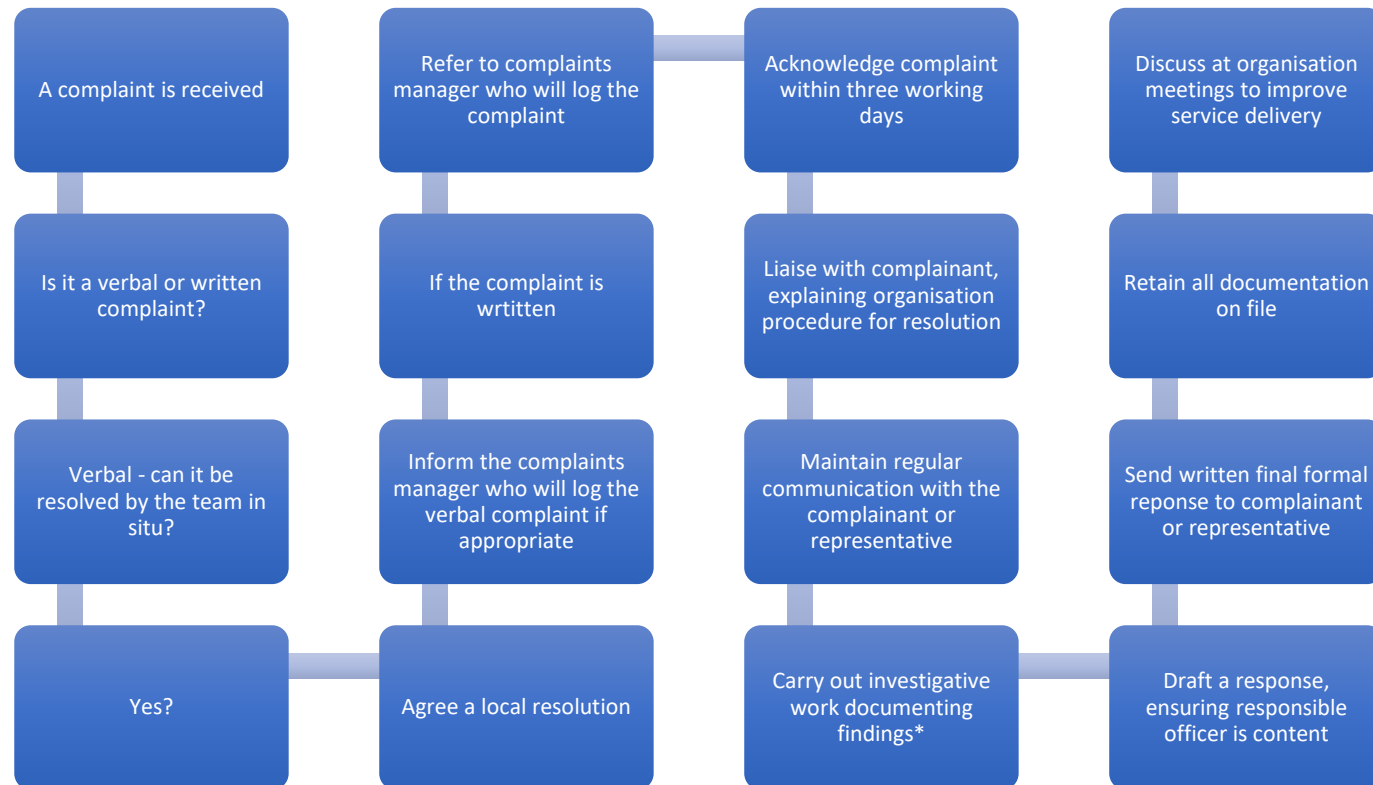 A complaint is received
Is it a verbal or written
complaint?
Verbal - can it be
resolved by the team in
situ?
Yes?
Agree a local resolution
Inform the complaints
manager who will log the
verbal complaint if
appropriate
If the complaint is
wrtitten
Refer to complaints
manager who will log the
complaint
Acknowledge complaint
within three working
days
Liaise with complainant,
explaining organisation
procedure for resolution
Maintain regular
communication with the
complainant or
representative
Carry out investigative
work documenting
findings*
Draft a response,
ensuring responsible
officer is content
Send written final formal
reponse to complainant
or representative
Retain all documentation
on file
Discuss at organisation
meetings to improve
service delivery